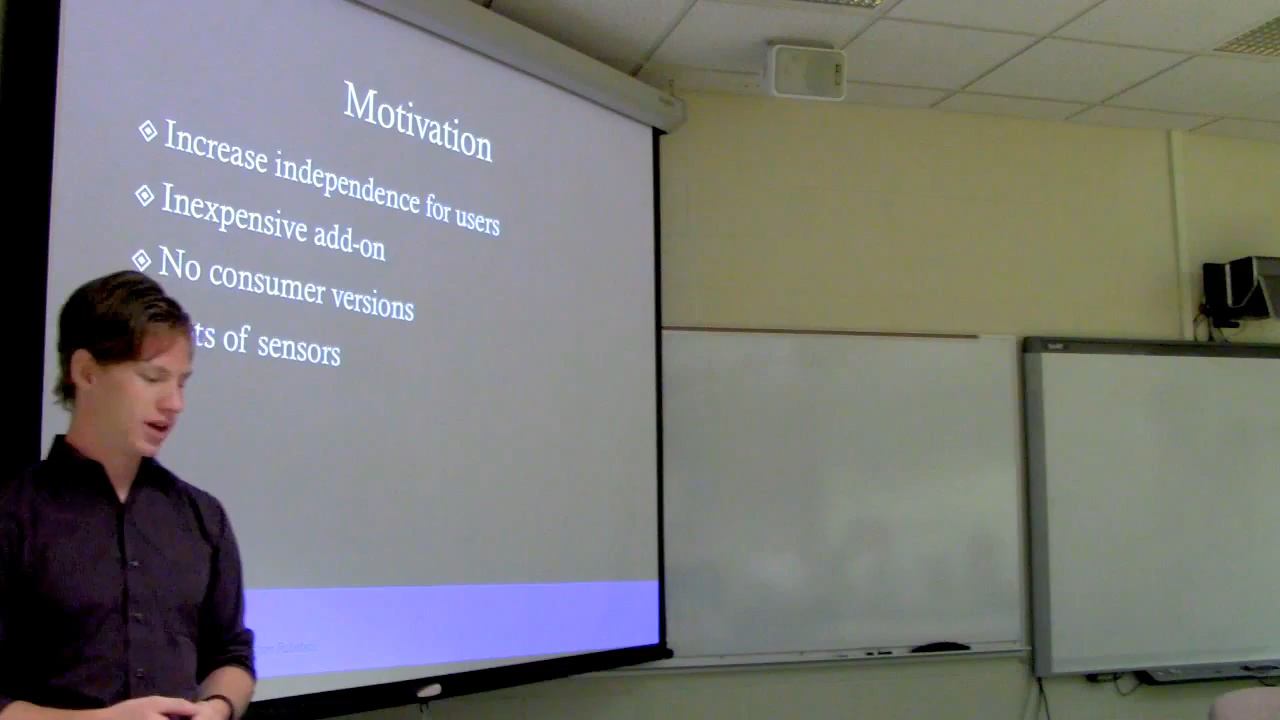 Motivation
Increase independence for users
Inexpensive add-on
No consumer versions
ts of sensors